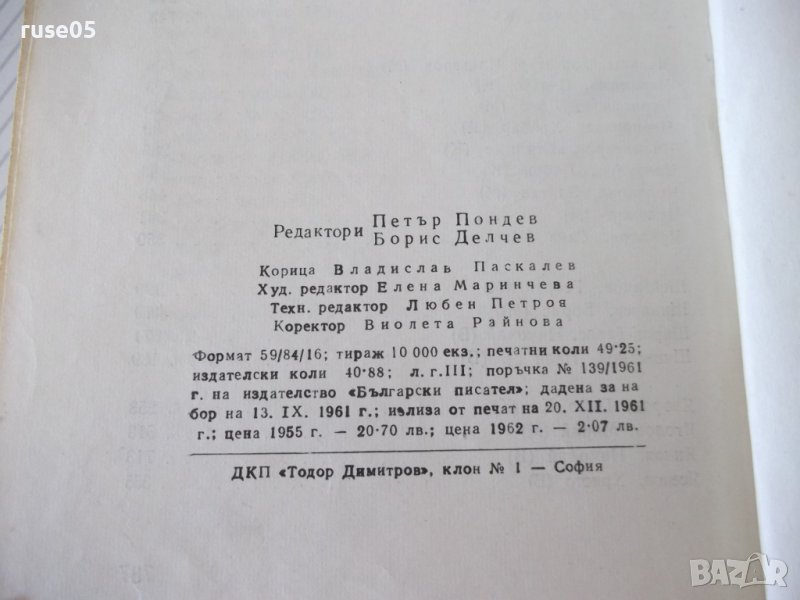 ruse05
Петър Пондев
Редактори
Борис Делчев
Корица Владислав Паскалев
Худ. редактор Елена Маринчева
Техн. редактор Любен Петров
Коректор Виолета Райнова
Формат 59/84/16; тираж 10 000 екз.; печатни коли 49·25;
издателски коли 40·88; л. г. III; поръчка № 139/1961
г. на издателство «Български писател»; дадена за на
бор на 13. IX. 1961 г.; излиза от печат на 20. XII. 1961
г.; цена 1955 г. — 20·70 лв.; цена 1962 г. — 2·07 лв.
ДКП «Тодор Димитров», клон № 1 — София
BAZAR
ruse05